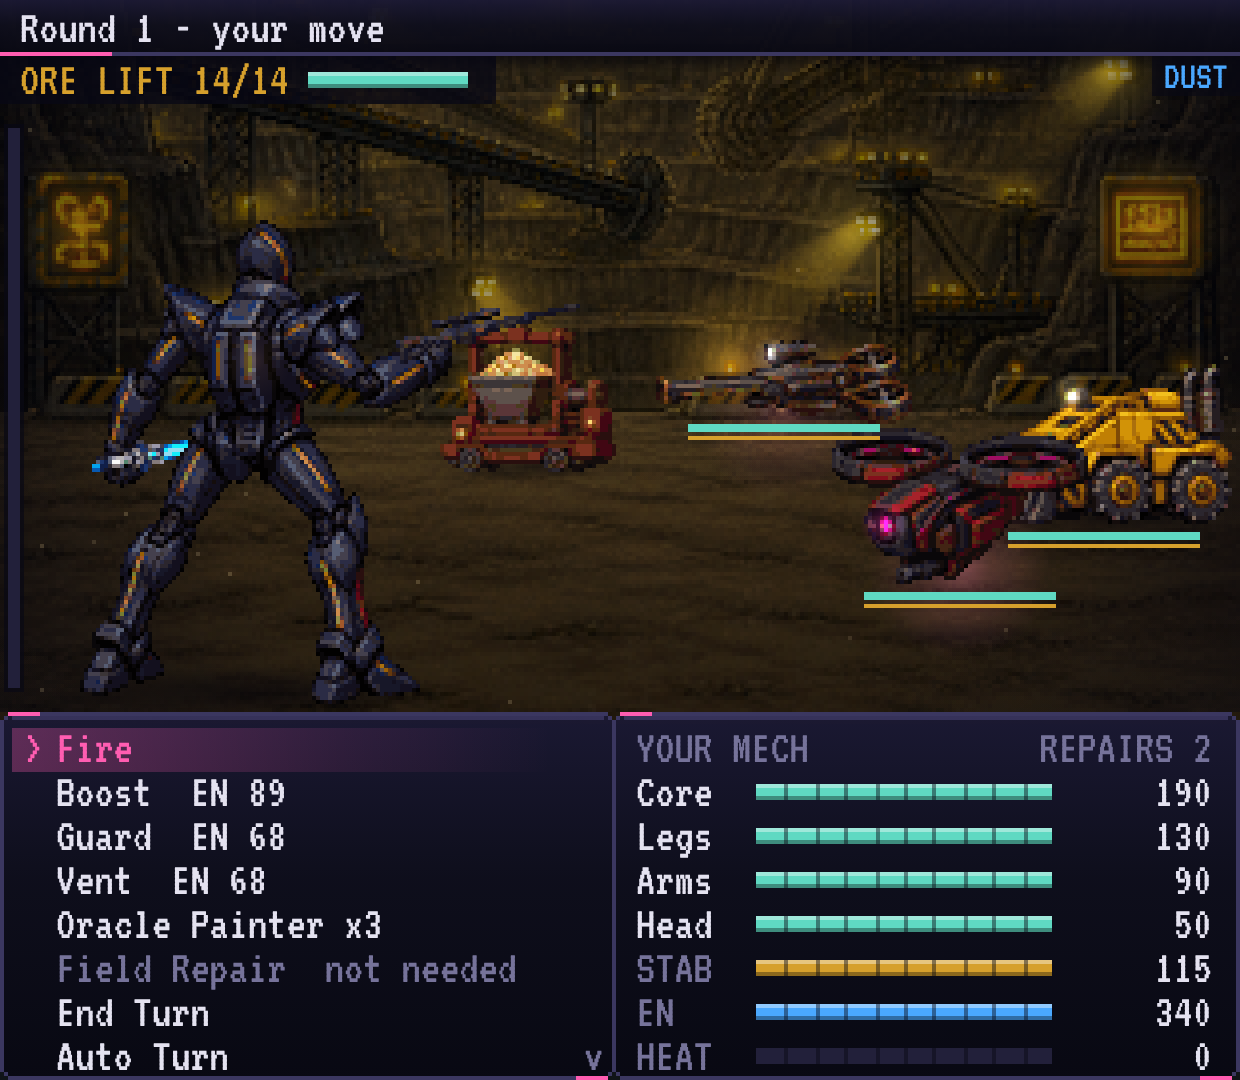 Round 1 - your move
ORE LIFT 14/14
DUST
> Fire
Boost EN 89
Guard EN 68
Vent EN 68
Oracle Painter x3
Field Repair not needed
End Turn
Auto Turn
v
YOUR MECH REPAIRS 2
Core 190
Legs 130
Arms 90
Head 50
STAB 115
EN 340
HEAT 0